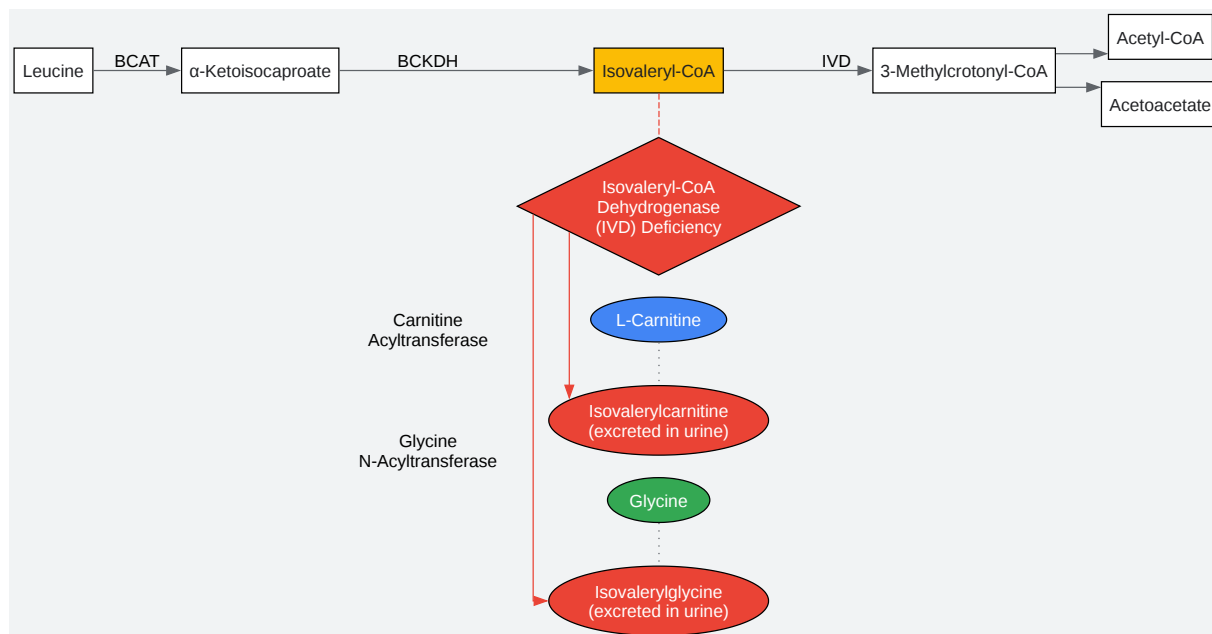 Acetyl-CoA
Leucine
BCAT
α-Ketoisocaproate
BCKDH
Isovaleryl-CoA
IVD
3-Methylcrotonyl-CoA
Acetoacetate
Isovaleryl-CoA
Dehydrogenase
(IVD) Deficiency
L-Carnitine
Carnitine
Acyltransferase
Isovalerylcarnitine
(excreted in urine)
Glycine
N-Acyltransferase
Glycine
Isovalerylglycine
(excreted in urine)